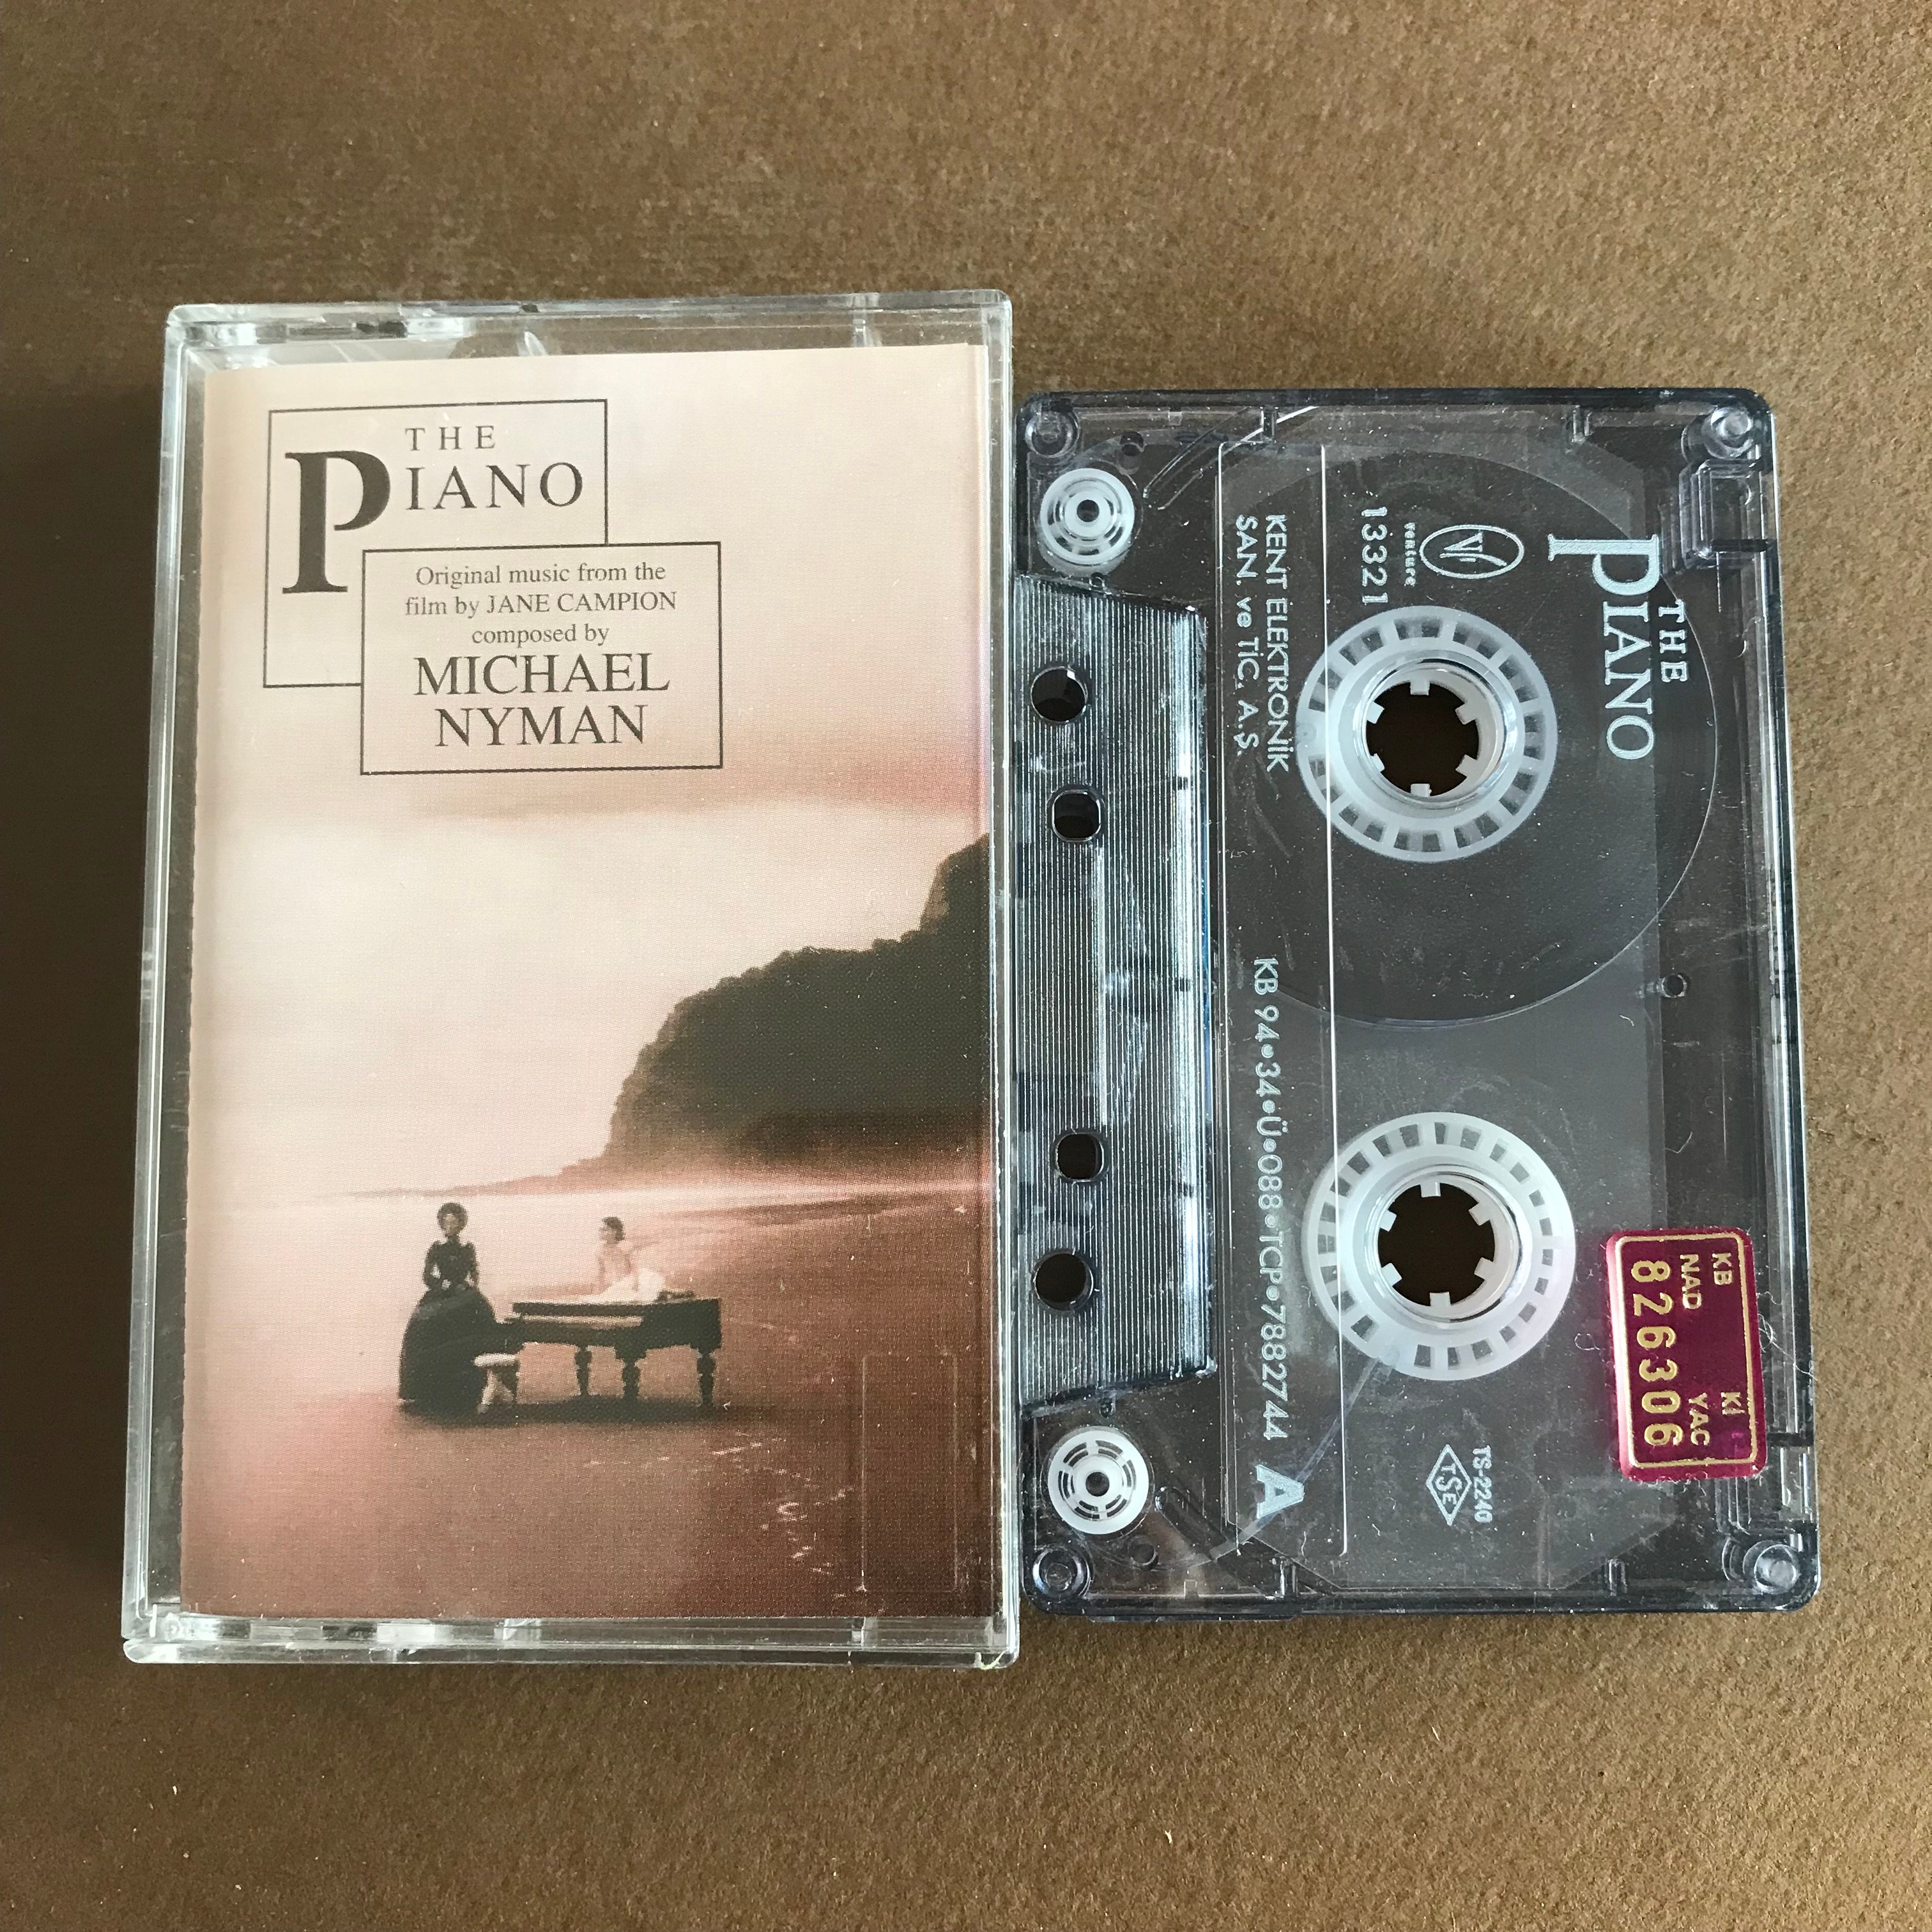 THE
PIANO
Original music from the
film by JANE CAMPION
composed by
MICHAEL
NYMAN
THE
PIANO
venture
13321
KENT ELEKTRONİK
SAN. ve TİC. A.Ş.
KB 94•34•Ü•088•TCP•7882744
A
TS-2240
TSE
KB Kİ
NAD YAC
826306